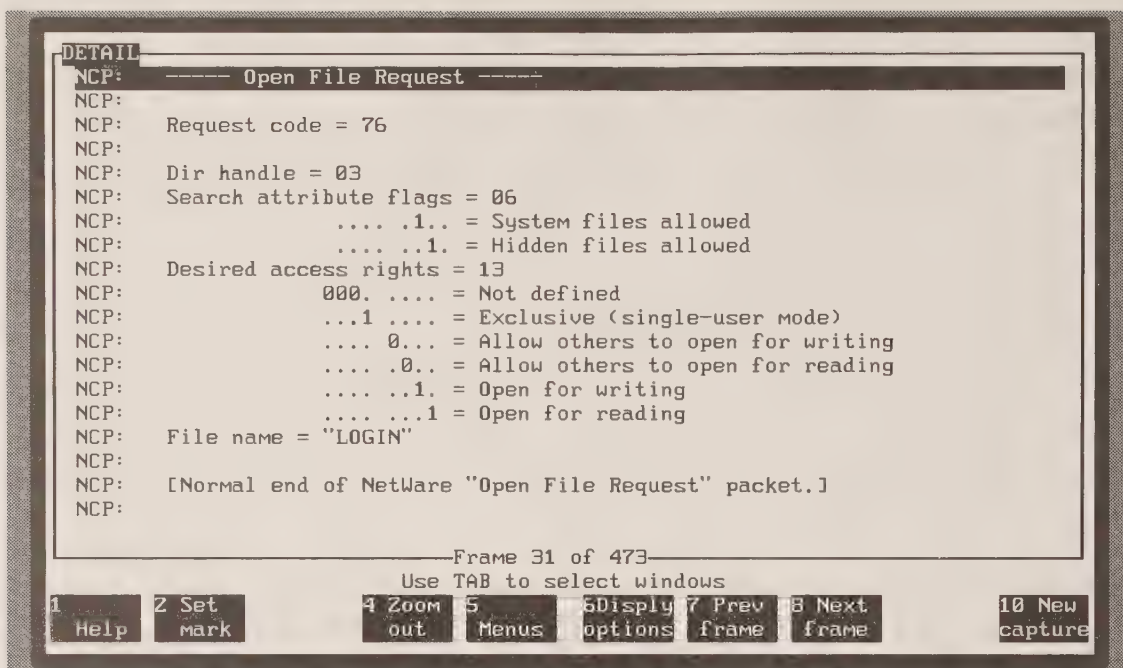 DETAIL
NCP: ----- Open File Request -----
NCP:
NCP: Request code = 76
NCP:
NCP: Dir handle = 03
NCP: Search attribute flags = 06
NCP: .... .1.. = System files allowed
NCP: .... ..1. = Hidden files allowed
NCP: Desired access rights = 13
NCP: 000. .... = Not defined
NCP: ...1 .... = Exclusive (single-user mode)
NCP: .... 0... = Allow others to open for writing
NCP: .... .0.. = Allow others to open for reading
NCP: .... ..1. = Open for writing
NCP: .... ...1 = Open for reading
NCP: File name = "LOGIN"
NCP:
NCP: [Normal end of NetWare "Open File Request" packet.]
NCP:
Frame 31 of 473
Use TAB to select windows
1 2 Set 4 Zoom 5 6Disply 7 Prev 8 Next 10 New
Help mark out Menus options frame frame capture